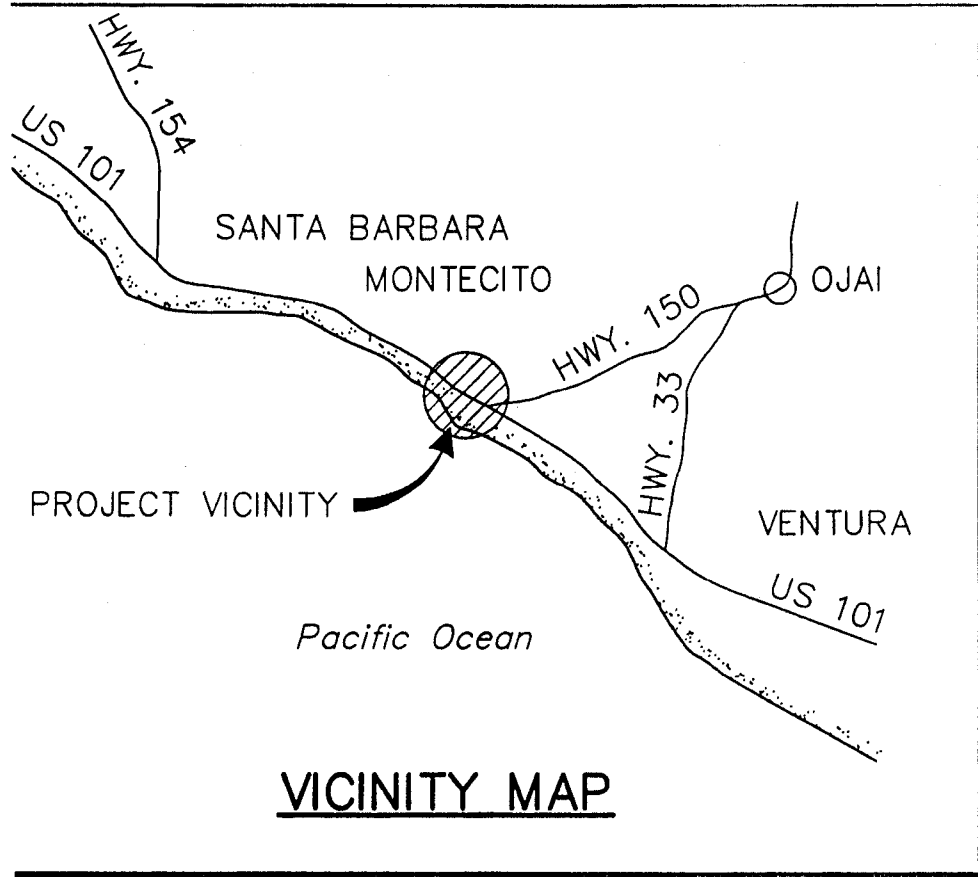 HWY. 154
US 101
SANTA BARBARA
MONTECITO
OJAI
HWY. 150
HWY. 33
PROJECT VICINITY
VENTURA
US 101
Pacific Ocean
VICINITY MAP